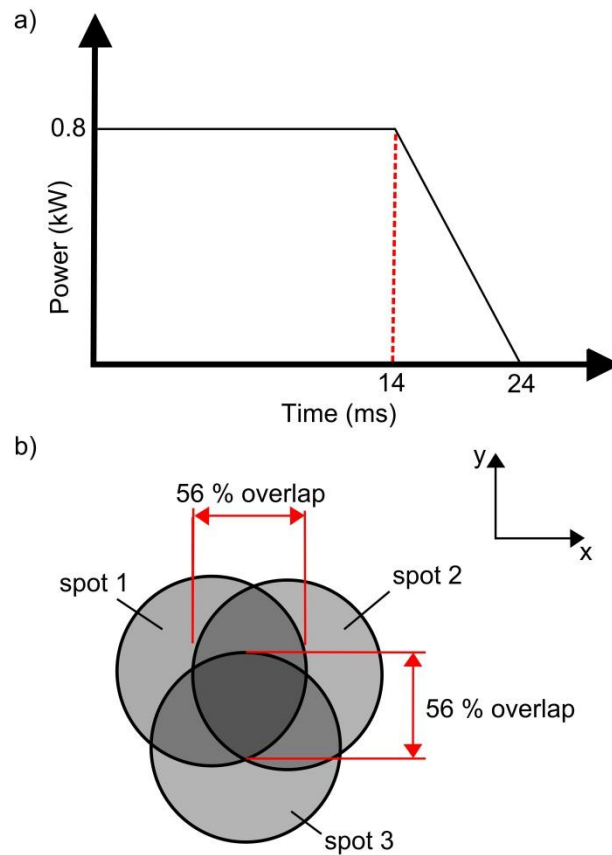 a)
0.8
Power (kW)
14
24
Time (ms)
b)
56 % overlap
y
x
spot 1
spot 2
56 % overlap
spot 3